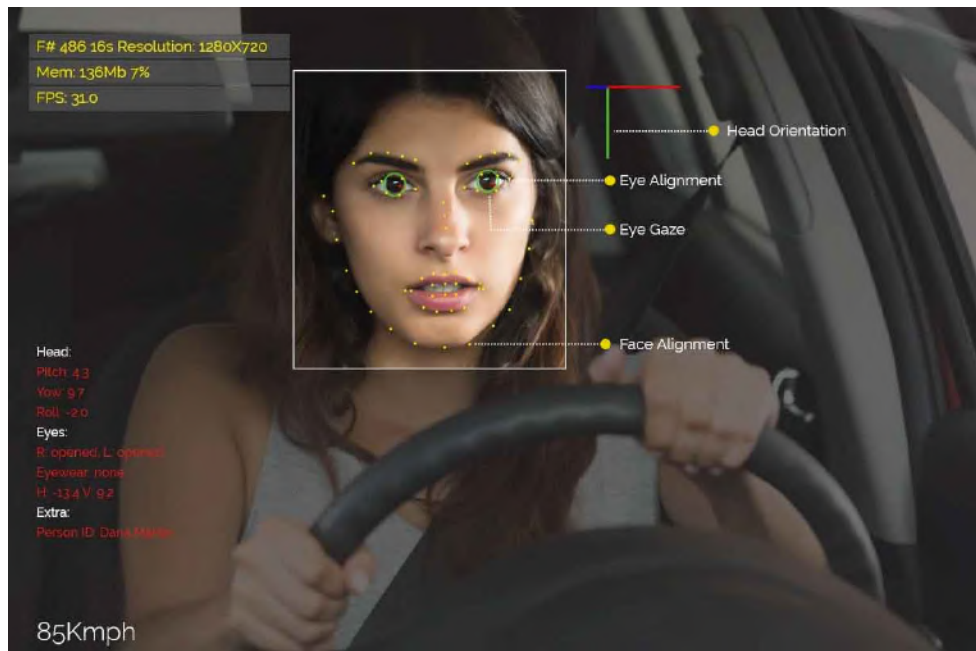 F# 486 16s Resolution: 1280X720
Mem: 136Mb 7%
FPS: 31.0
Head Orientation
Eye Alignment
Eye Gaze
Face Alignment
Head:
Pitch: 4.3
Yow: 9.7
Roll: -2.0
Eyes:
R: opened, L: opened
Eyewear: none
H: -13.4 V: 9.2
Extra:
Person ID: Dana
85Kmph